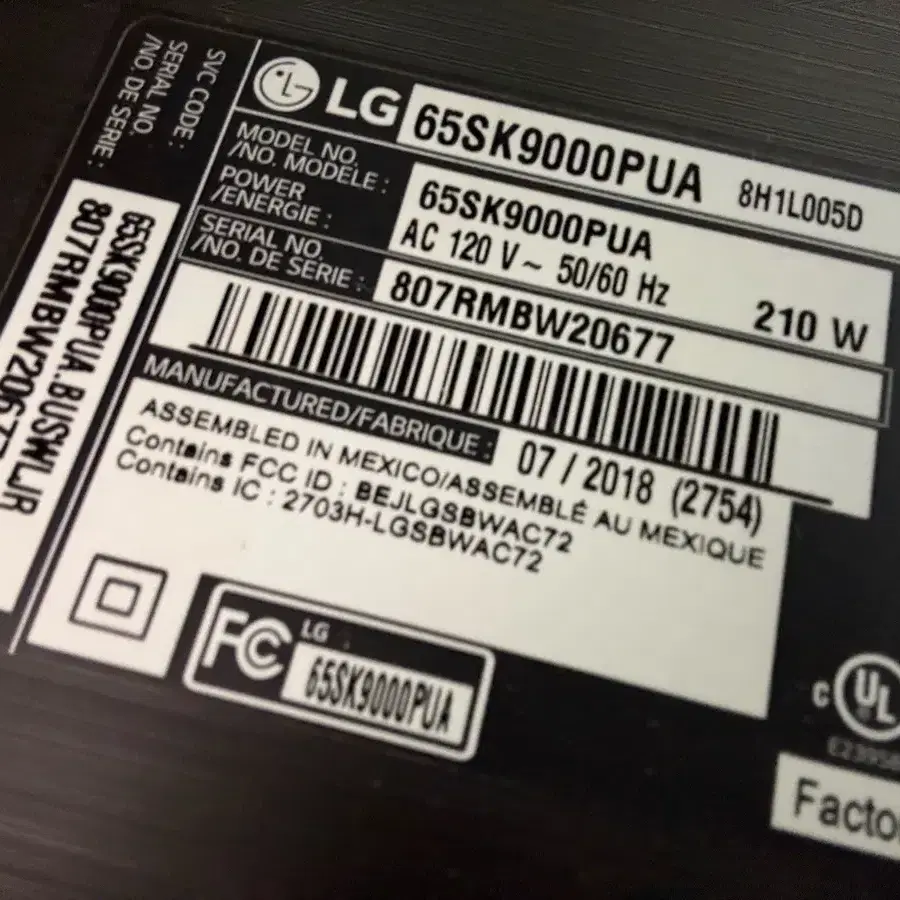 SVC CODE :
SERIAL NO.
/NO. DE SERIE :
65SK9000PUA.BUSWLJR
LG 65SK9000PUA 8H1L005D
MODEL NO.
/NO. MODELE : 65SK9000PUA
POWER
/ENERGIE : AC 120 V ~ 50/60 Hz 210 W
SERIAL NO.
/NO. DE SERIE : 807RMBW20677
MANUFACTURED/FABRIQUE : 07 / 2018 (2754)
ASSEMBLED IN MEXICO/ASSEMBLÉ AU MEXIQUE
Contains FCC ID : BEJLGSBWAC72
Contains IC : 2703H-LGSBWAC72
FC LG
65SK9000PUA
C UL